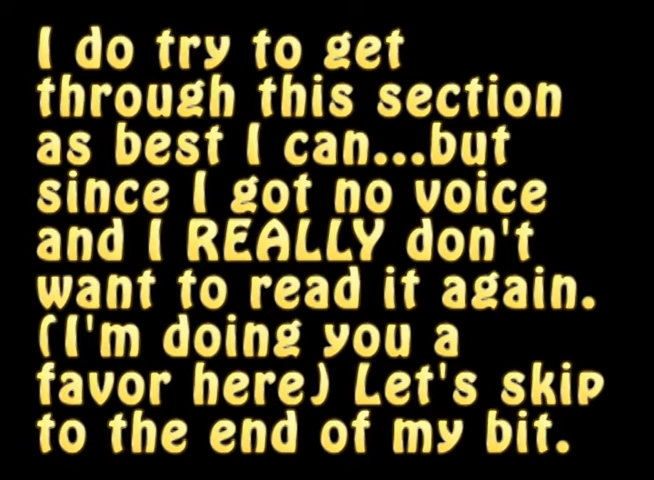 I do try to get
through this section
as best I can...but
since I got no voice
and I REALLY don't
want to read it again.
(I'm doing you a
favor here) Let's skip
to the end of my bit.